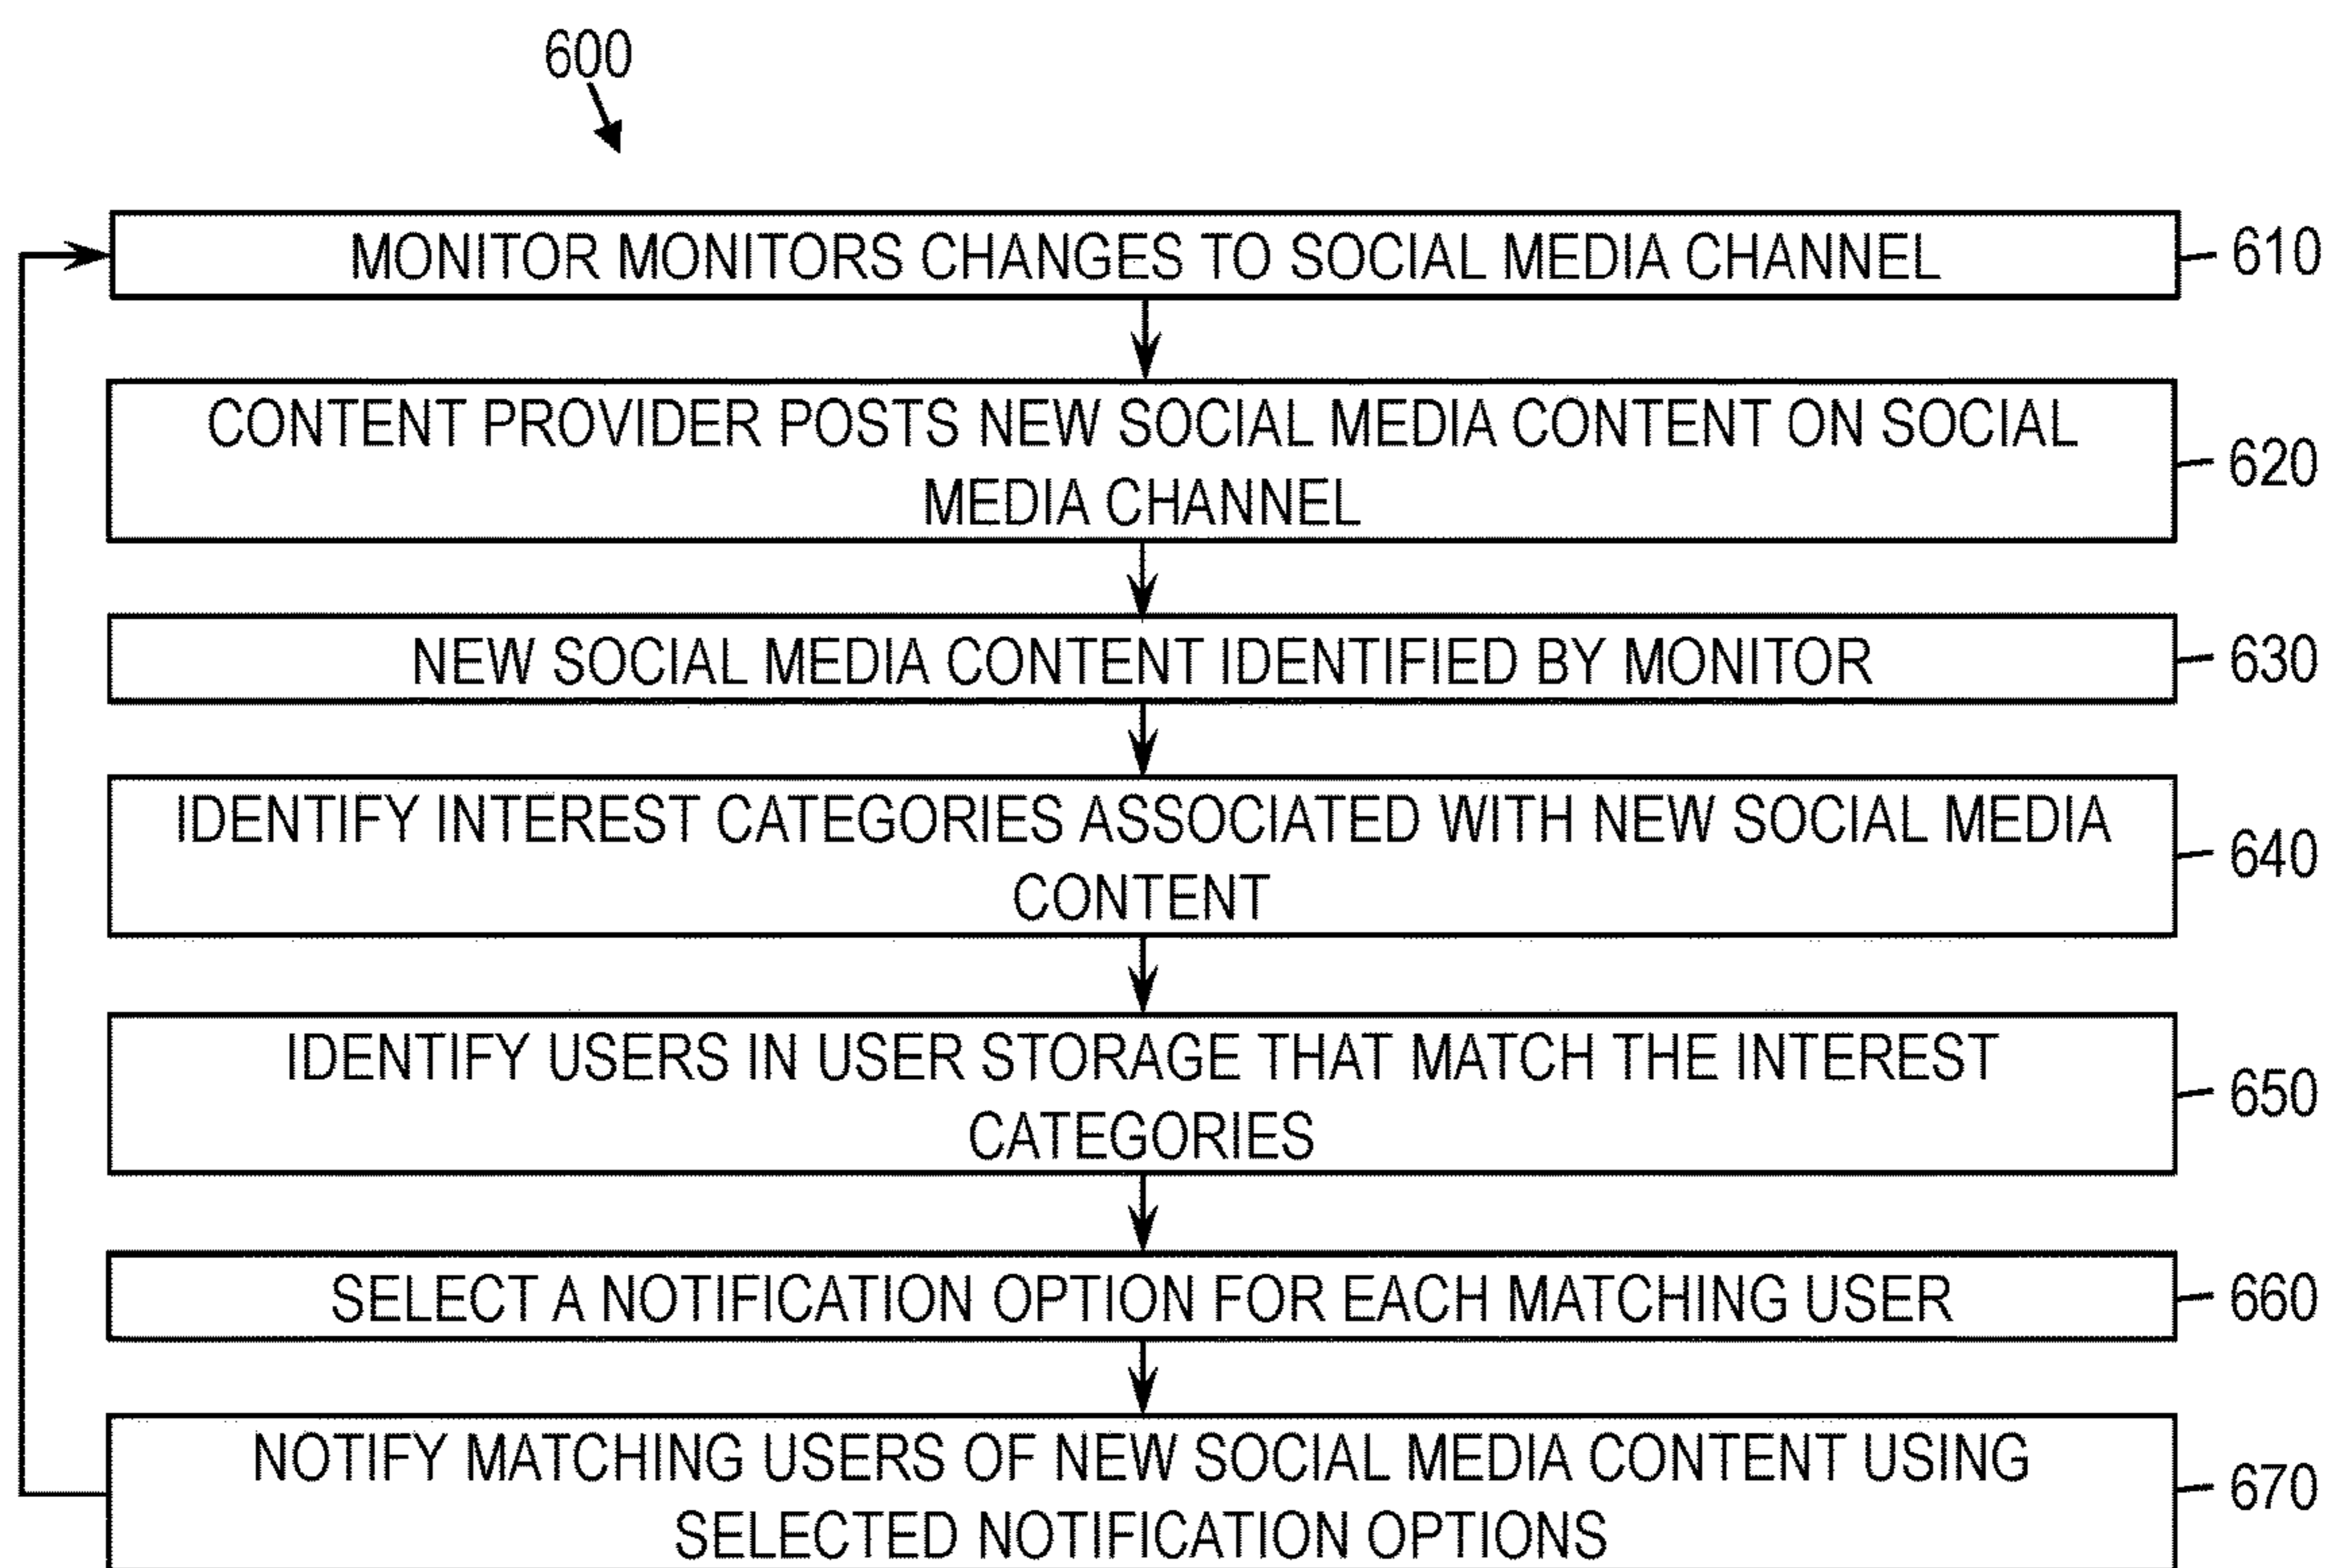 600
MONITOR MONITORS CHANGES TO SOCIAL MEDIA CHANNEL
610
CONTENT PROVIDER POSTS NEW SOCIAL MEDIA CONTENT ON SOCIAL
MEDIA CHANNEL
620
NEW SOCIAL MEDIA CONTENT IDENTIFIED BY MONITOR
630
IDENTIFY INTEREST CATEGORIES ASSOCIATED WITH NEW SOCIAL MEDIA
CONTENT
640
IDENTIFY USERS IN USER STORAGE THAT MATCH THE INTEREST
CATEGORIES
650
SELECT A NOTIFICATION OPTION FOR EACH MATCHING USER
660
NOTIFY MATCHING USERS OF NEW SOCIAL MEDIA CONTENT USING
SELECTED NOTIFICATION OPTIONS
670